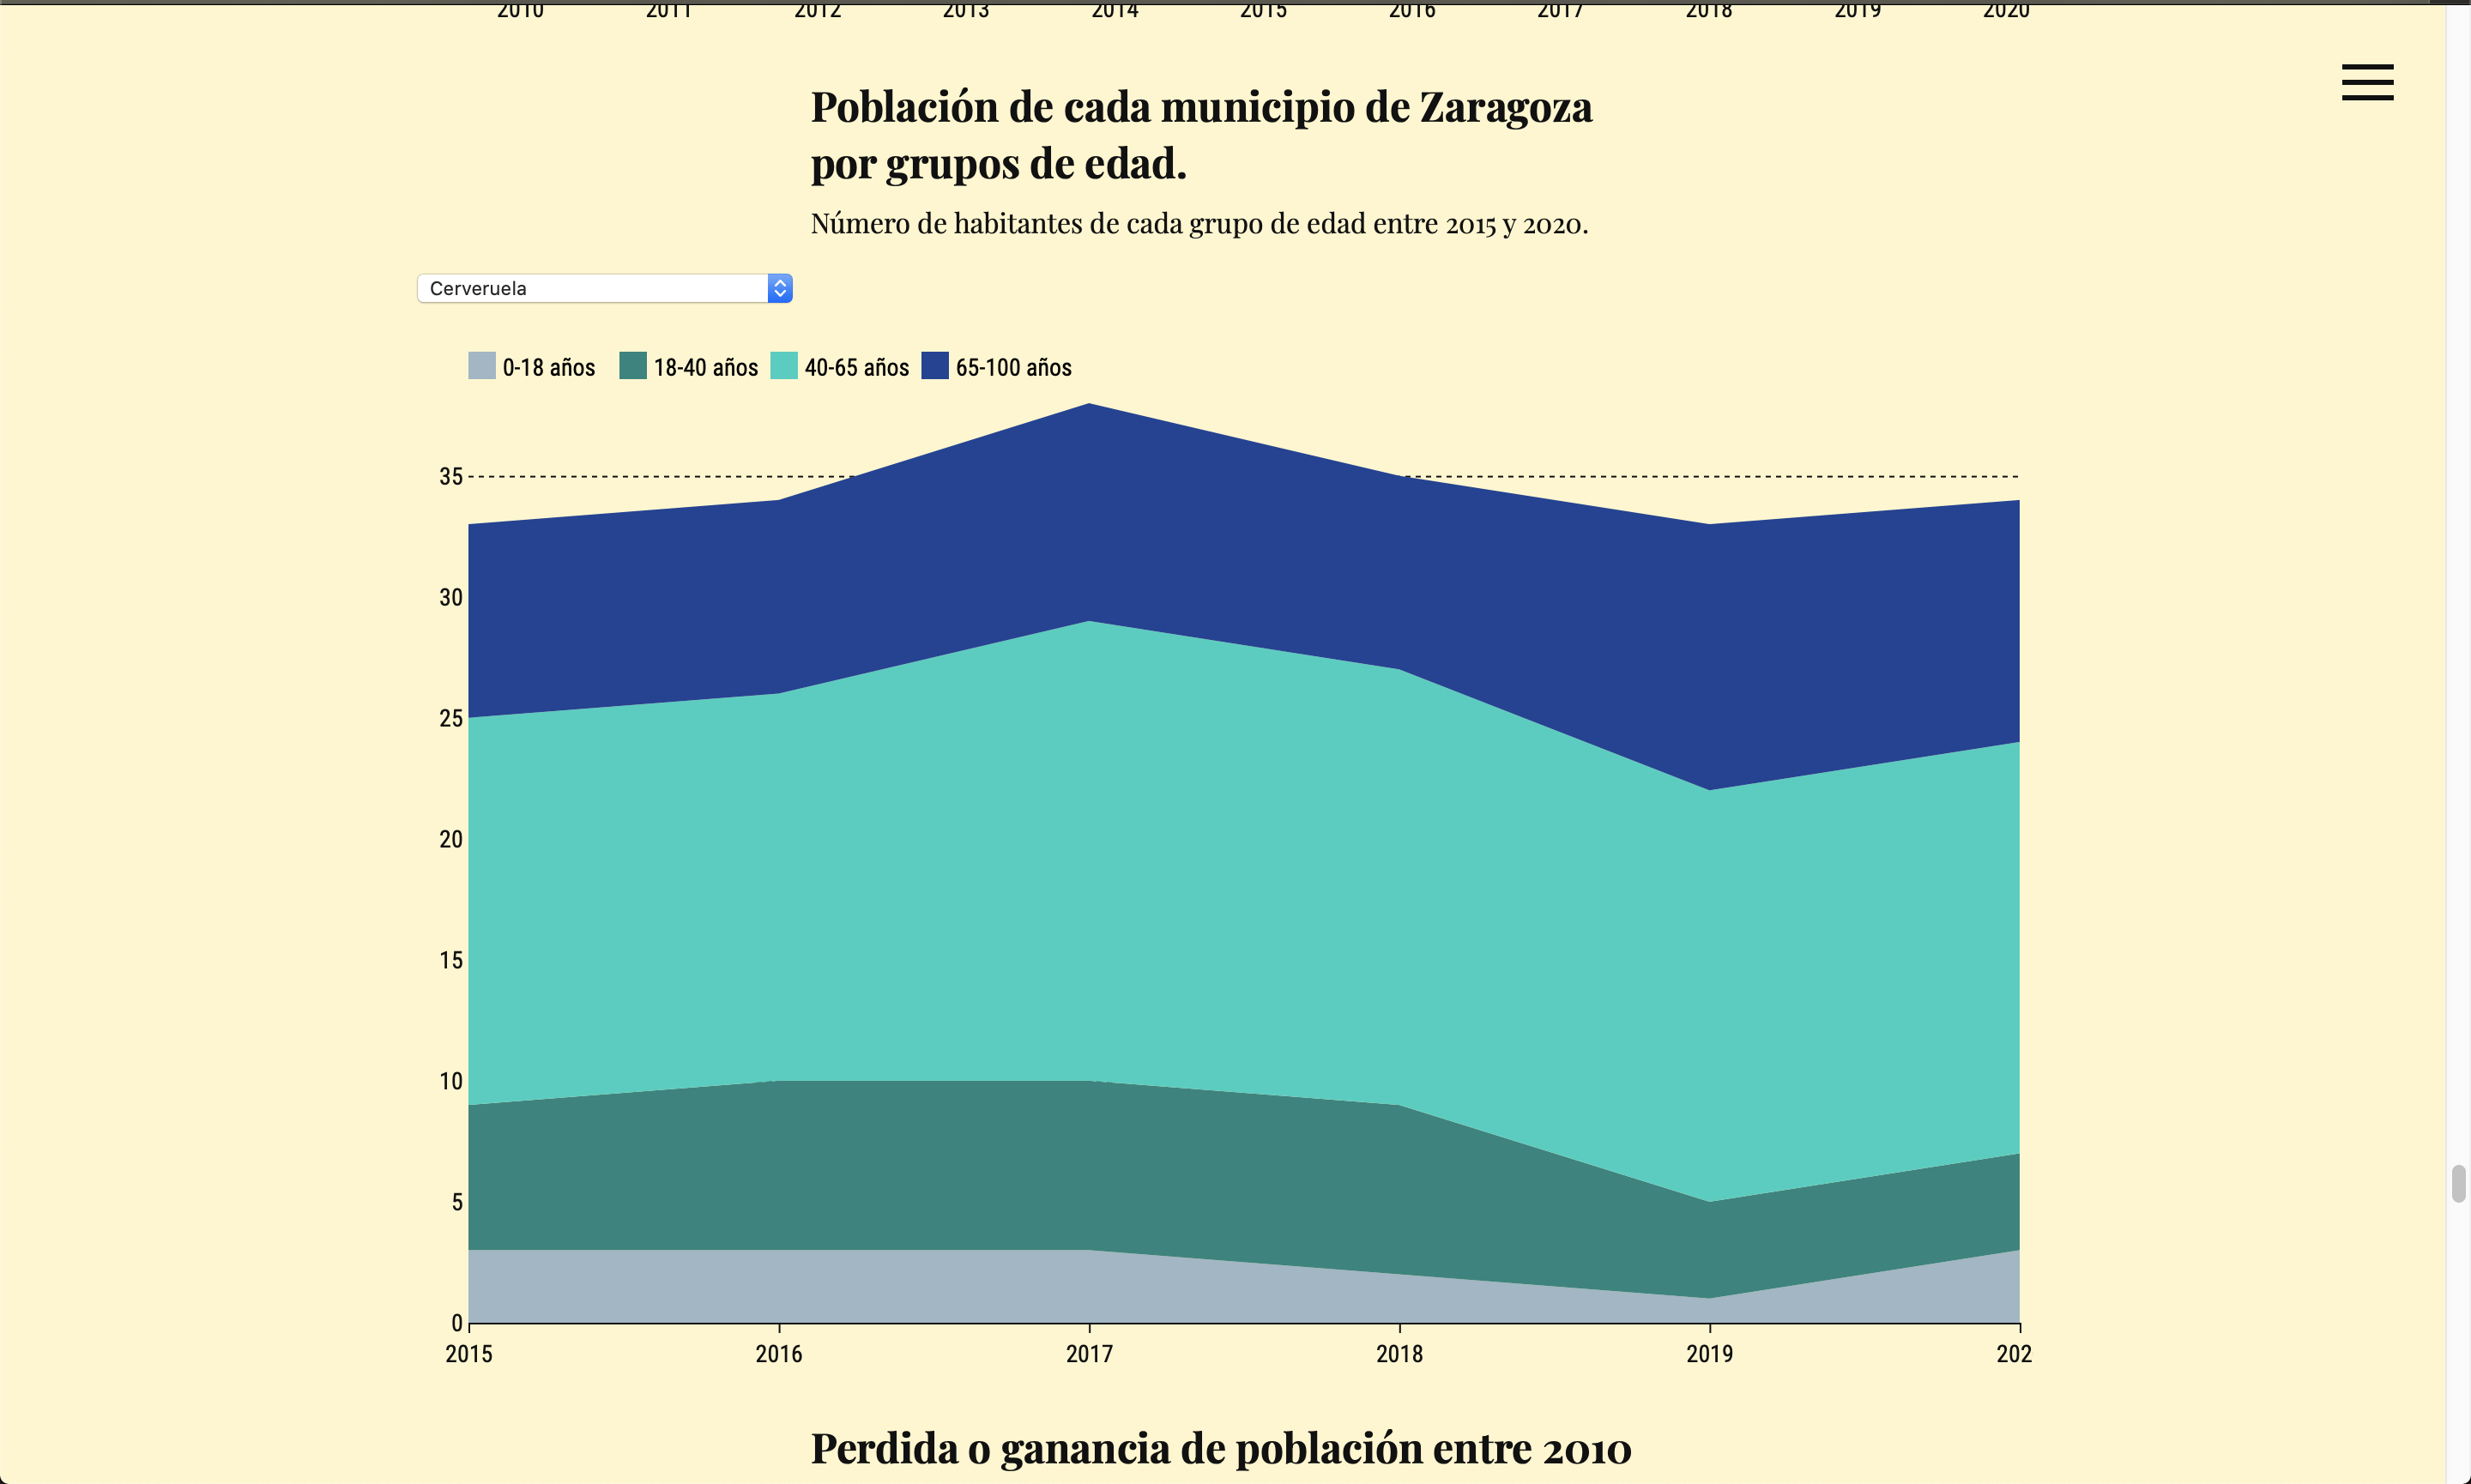 2010 2011 2012 2013 2014 2015 2016 2017 2018 2019 2020
Población de cada municipio de Zaragoza
por grupos de edad.
Número de habitantes de cada grupo de edad entre 2015 y 2020.
Cerveruela
0-18 años 18-40 años 40-65 años 65-100 años
35
30
25
20
15
10
5
0
2015 2016 2017 2018 2019 202
Perdida o ganancia de población entre 2010